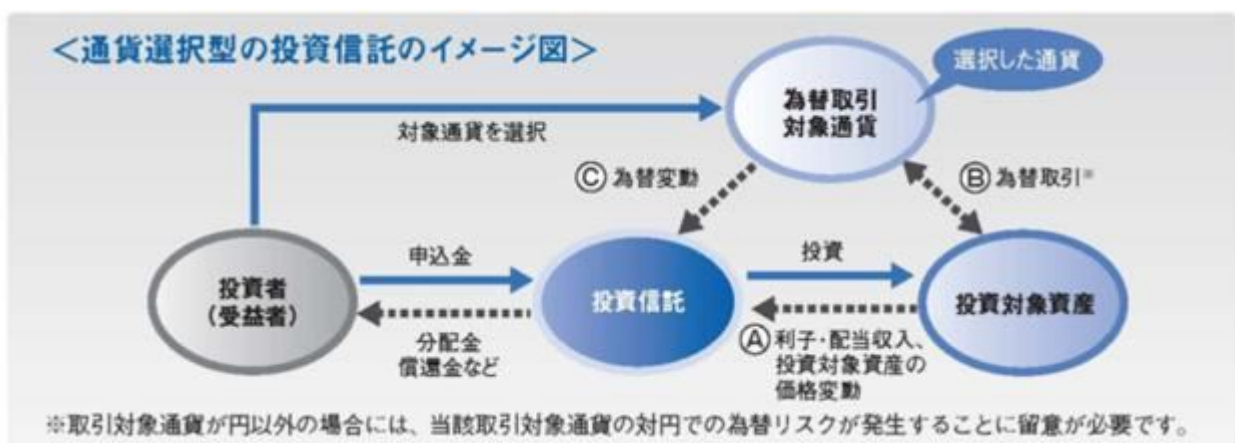 ＜通貨選択型の投資信託のイメージ図＞
選択した通貨
為替取引
対象通貨
対象通貨を選択
Ⓒ 為替変動
Ⓑ 為替取引※
投資者
（受益者）
申込金
分配金
償還金など
投資信託
投資
Ⓐ 利子・配当収入、
投資対象資産の
価格変動
投資対象資産
※取引対象通貨が円以外の場合には、当該取引対象通貨の対円での為替リスクが発生することに留意が必要です。